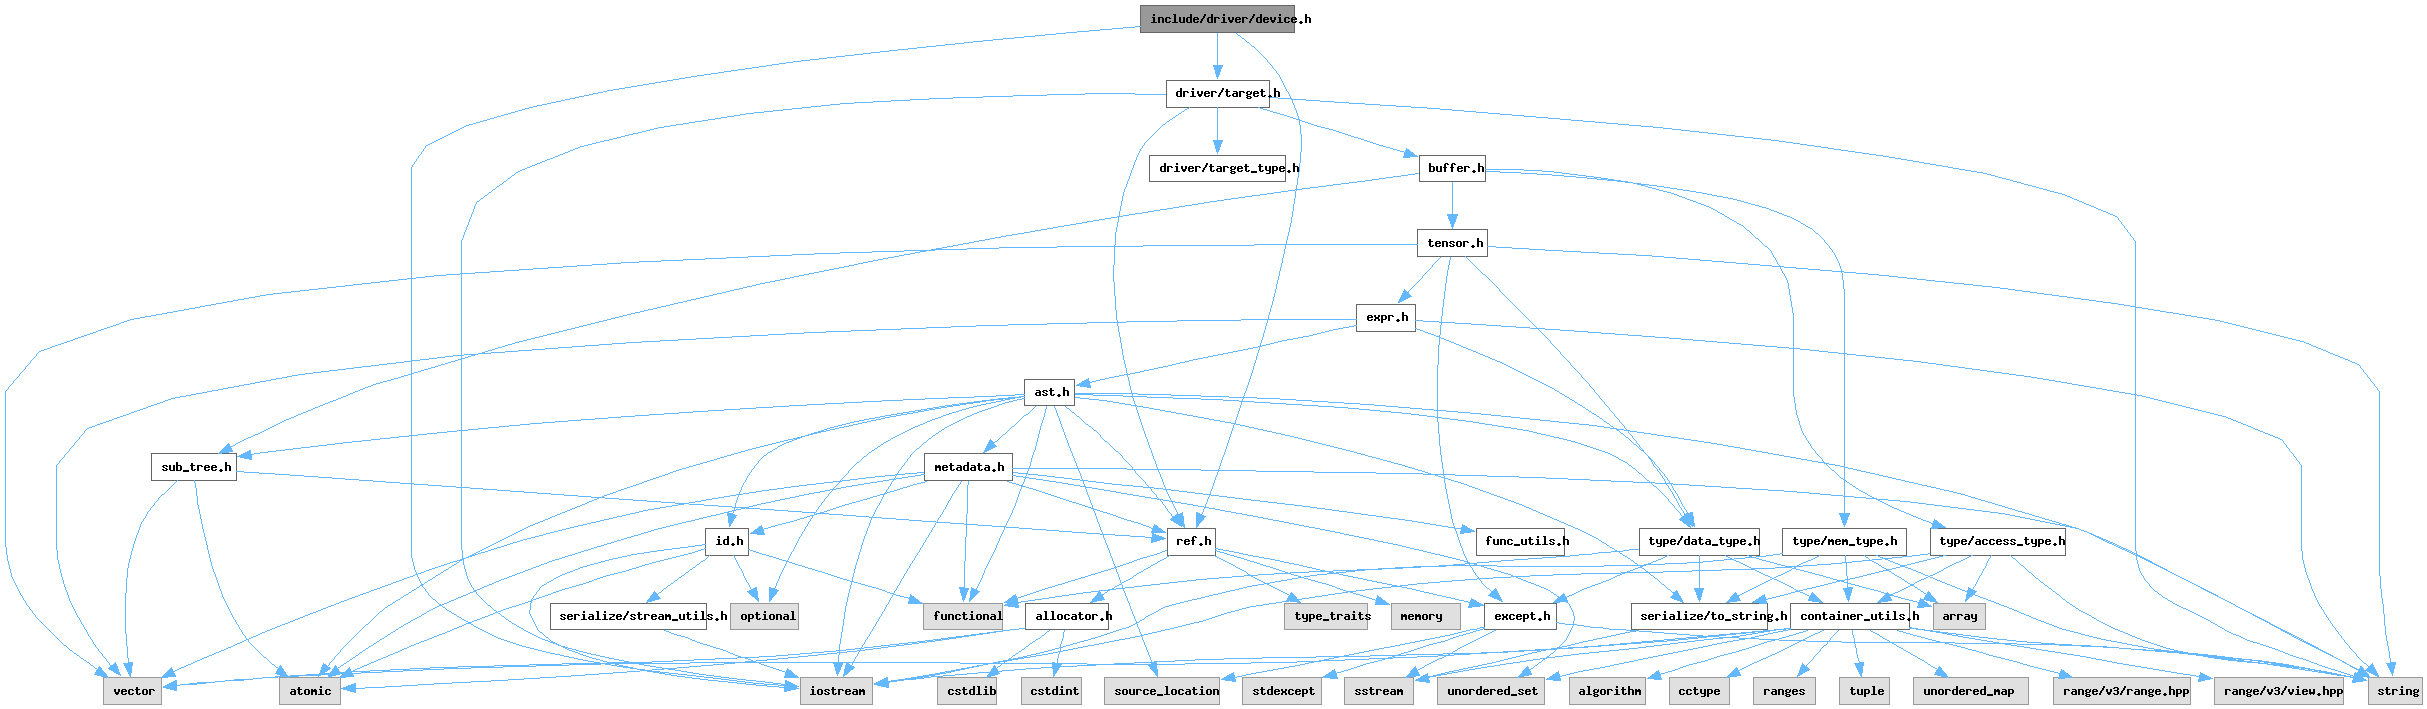 include/driver/device.h
driver/target.h
driver/target_type.h
buffer.h
tensor.h
expr.h
ast.h
sub_tree.h
metadata.h
id.h
ref.h
func_utils.h
type/data_type.h
type/mem_type.h
type/access_type.h
serialize/stream_utils.h
optional
functional
allocator.h
type_traits
memory
except.h
serialize/to_string.h
container_utils.h
array
vector
atomic
iostream
cstdlib
cstdint
source_location
stdexcept
sstream
unordered_set
algorithm
cctype
ranges
tuple
unordered_map
range/v3/range.hpp
range/v3/view.hpp
string